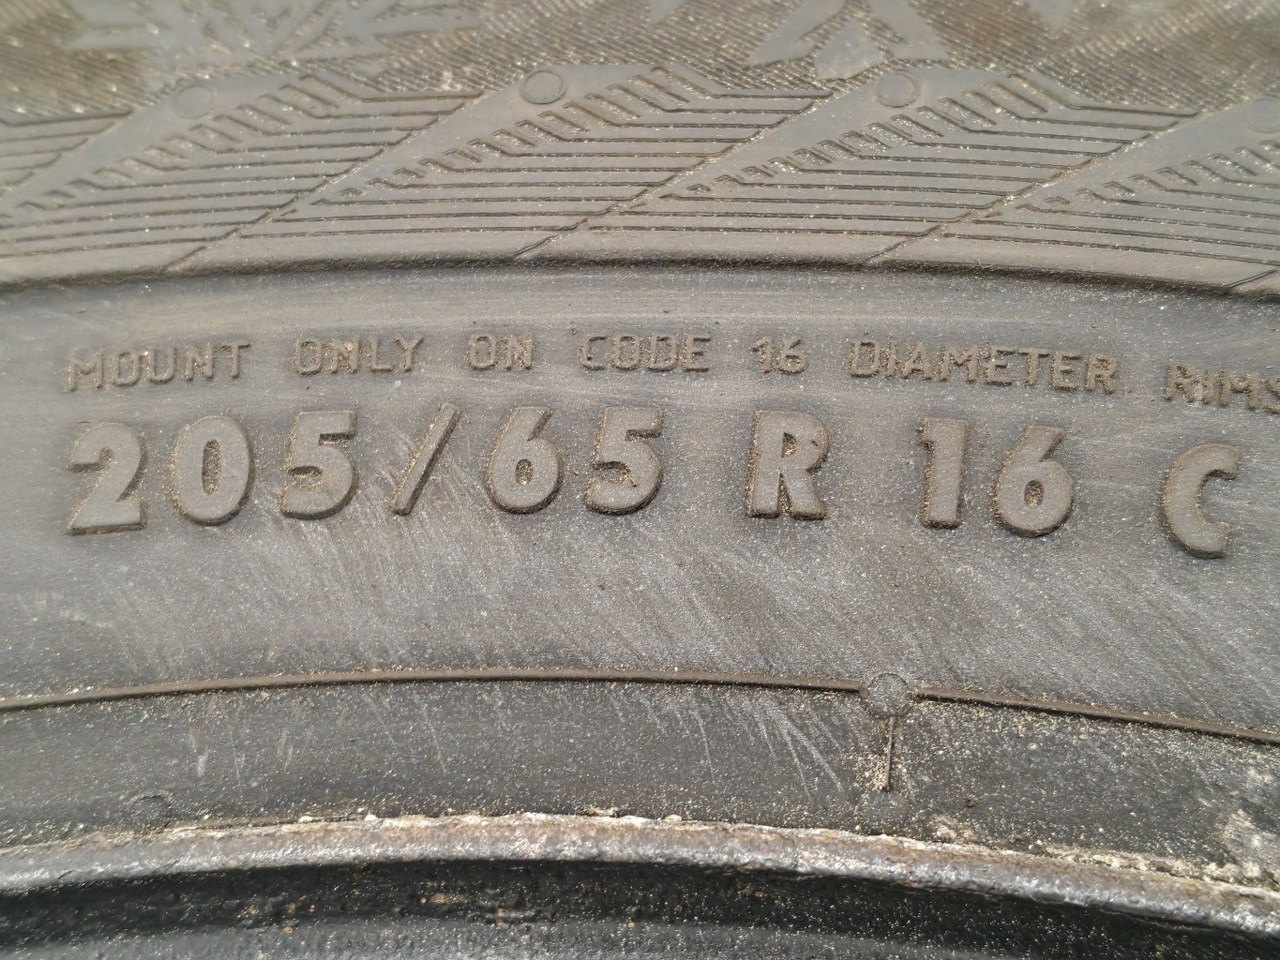 MOUNT ONLY ON CODE 16 DIAMETER RIMS
205/65 R 16 C